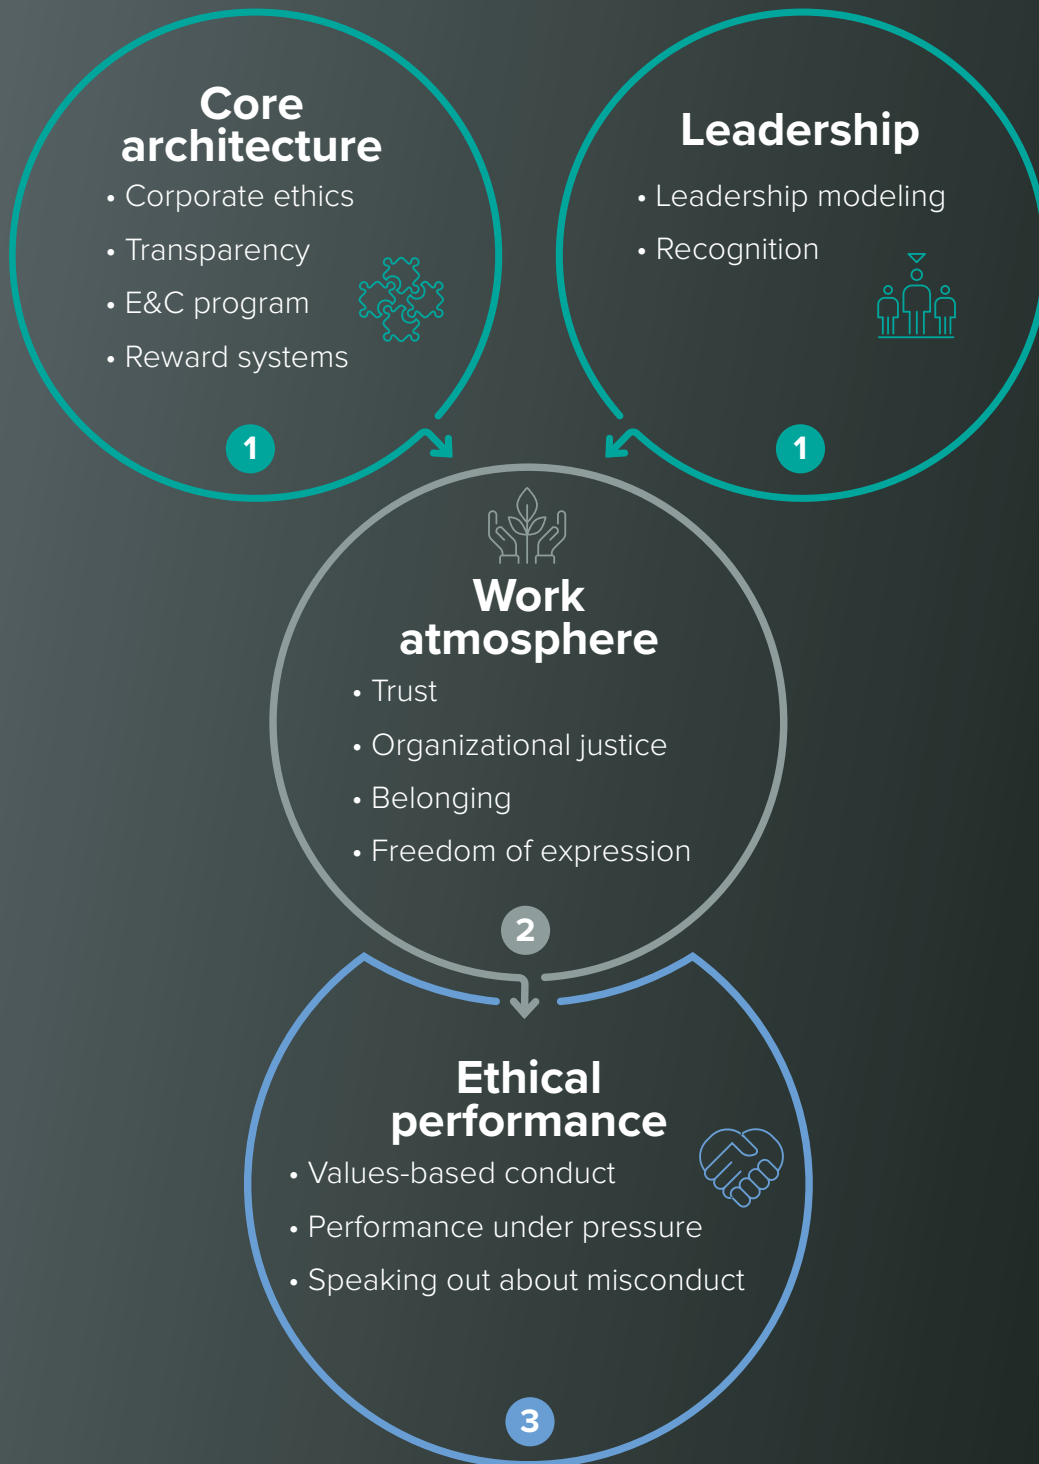 Core
architecture
• Corporate ethics
• Transparency
• E&C program
• Reward systems
1
Leadership
• Leadership modeling
• Recognition
1
Work
atmosphere
• Trust
• Organizational justice
• Belonging
• Freedom of expression
2
Ethical
performance
• Values-based conduct
• Performance under pressure
• Speaking out about misconduct
3